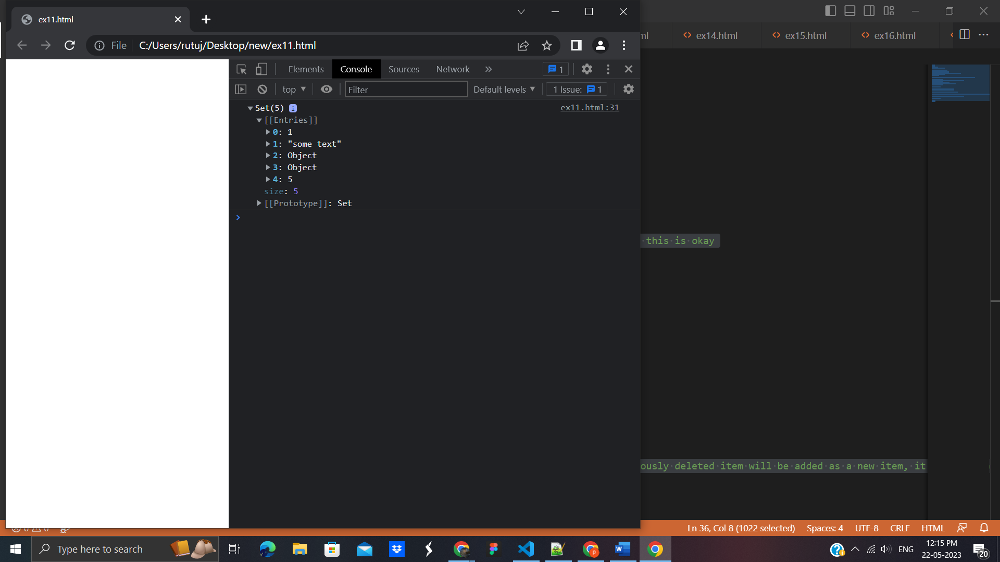 ex11.html
ml
ex14.html
ex15.html
ex16.html
File
C:/Users/rutuj/Desktop/new/ex11.html
Elements
Console
Sources
Network
1
top
Filter
Default levels
1 Issue:
1
Set(5) i
ex11.html:31
[[Entries]]
0: 1
1: "some text"
2: Object
3: Object
4: 5
size: 5
[[Prototype]]: Set
this is okay
ously deleted item will be added as a new item, it
Ln 36, Col 8 (1022 selected)
Spaces: 4
UTF-8
CRLF
HTML
Type here to search
ENG
12:15 PM
22-05-2023
20